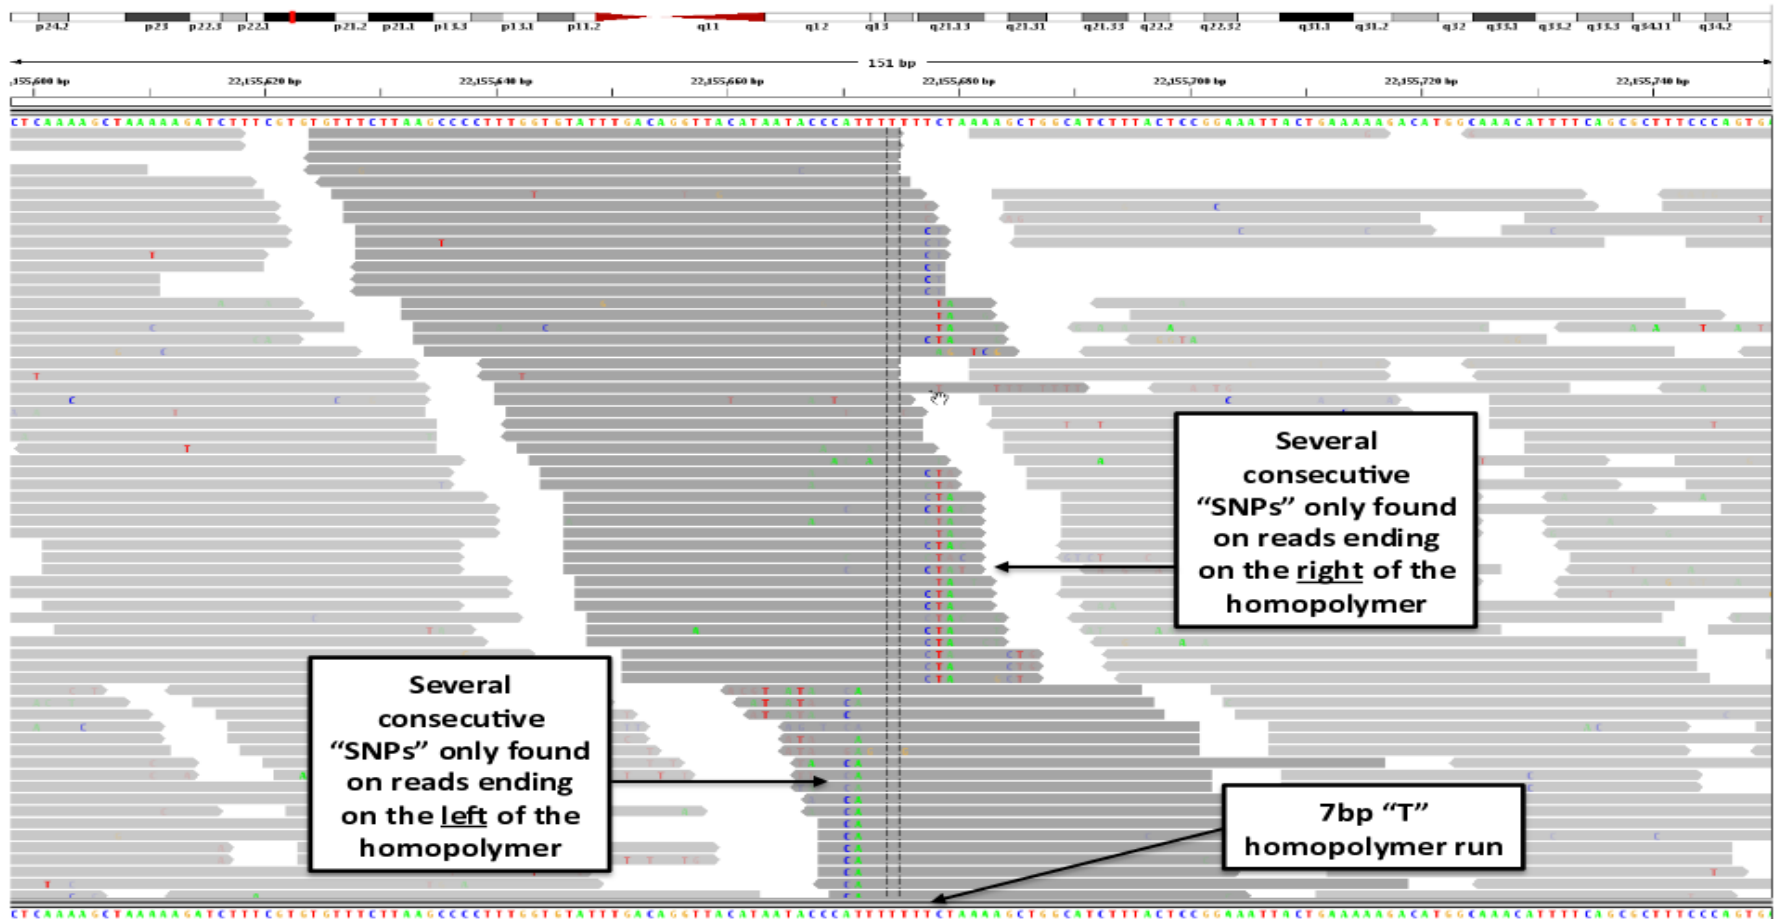 p24.2 p23 p22.3 p22.1 p21.2 p21.1 p13.3 p13.1 p11.2 q11 q12 q13 q21.13 q21.31 q21.33 q22.2 q22.32 q31.1 q31.2 q32 q33.1 q33.2 q33.3 q34.11 q34.2
151 bp
,155,600 bp 22,155,620 bp 22,155,640 bp 22,155,660 bp 22,155,680 bp 22,155,700 bp 22,155,720 bp 22,155,740 bp
CTCAAAAGCTAAAAAGATCTTTCGTGTGTTTCTTAAGCCCCTTTGGTGTATTTGACAGGTTACATAATACCCATTTTTTTCTAAAAGCTGGCATCTTTACTCCGGAAATTACTGAAAAAGACATGGCAAACATTTTCAGCGCTTTCCCAGTG
Several
consecutive
“SNPs” only found
on reads ending
on the right of the
homopolymer
Several
consecutive
“SNPs” only found
on reads ending
on the left of the
homopolymer
7bp “T”
homopolymer run
CTCAAAAGCTAAAAAGATCTTTCGTGTGTTTCTTAAGCCCCTTTGGTGTATTTGACAGGTTACATAATACCCATTTTTTTCTAAAAGCTGGCATCTTTACTCCGGAAATTACTGAAAAAGACATGGCAAACATTTTCAGCGCTTTCCCAGTG